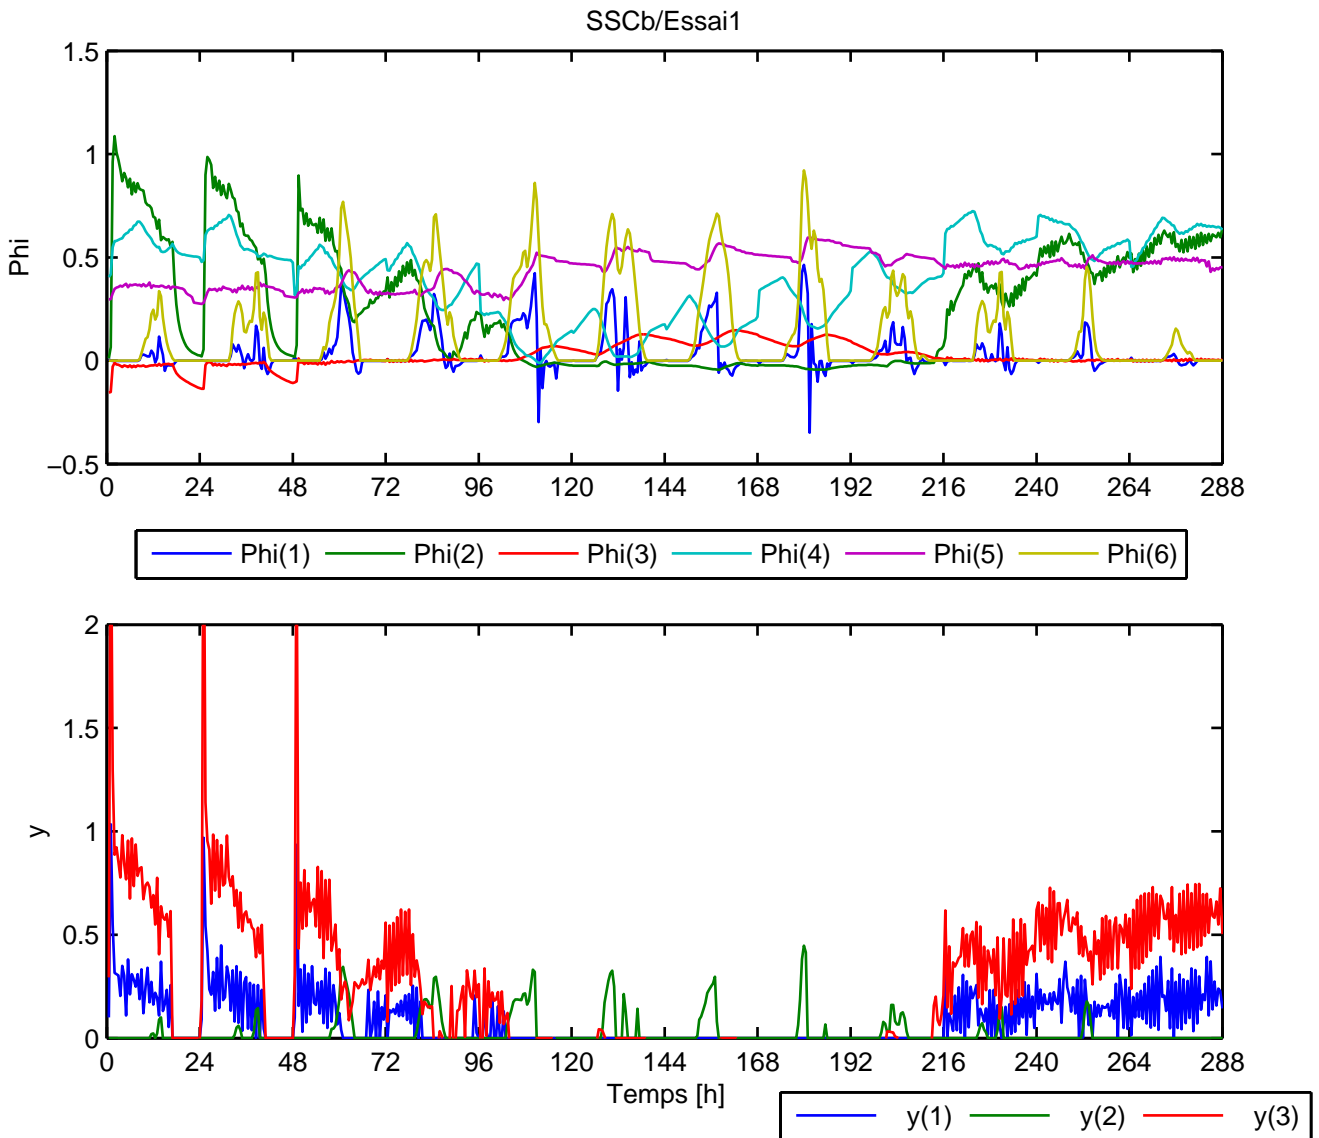 SSCb/Essai1
1.5
1
0.5
0
−0.5
Phi
0 24 48 72 96 120 144 168 192 216 240 264 288
Phi(1) Phi(2) Phi(3) Phi(4) Phi(5) Phi(6)
2
1.5
1
0.5
0
y
0 24 48 72 96 120 144 168 192 216 240 264 288
Temps [h]
y(1) y(2) y(3)